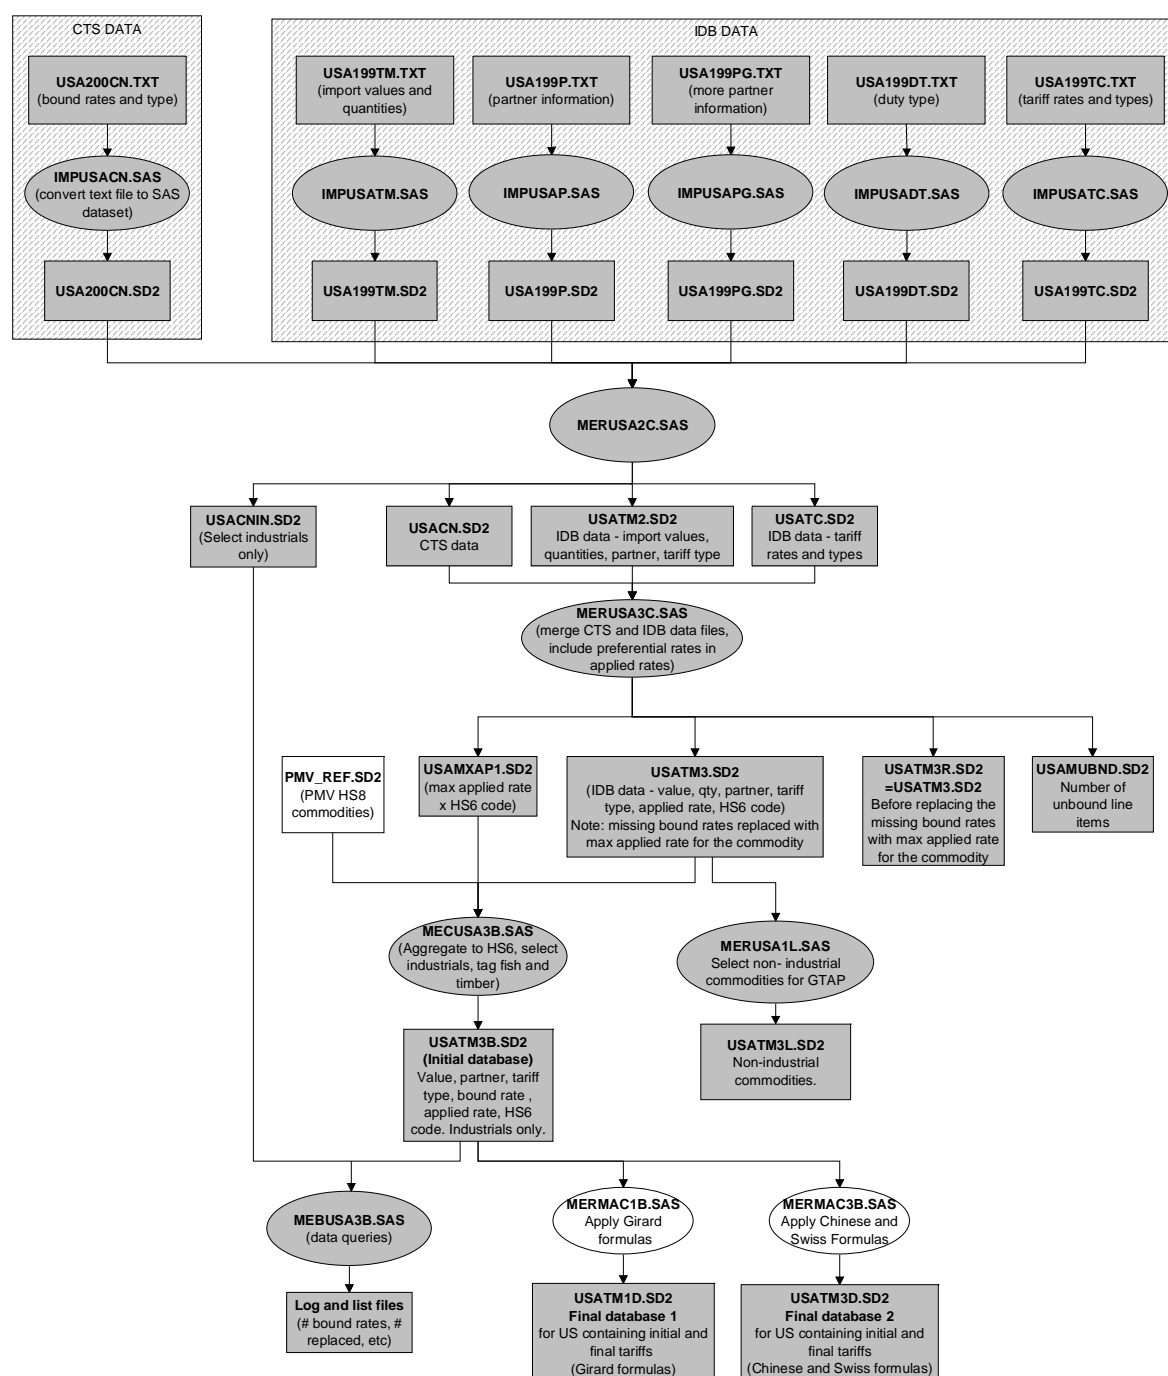 CTS DATA
IDB DATA
USA200CN.TXT
(bound rates and type)
USA199TM.TXT
(import values and
quantities)
USA199P.TXT
(partner information)
USA199PG.TXT
(more partner
information)
USA199DT.TXT
(duty type)
USA199TC.TXT
(tariff rates and types)
IMPUSACN.SAS
(convert text file to SAS
dataset)
IMPUSATM.SAS
IMPUSAP.SAS
IMPUSAPG.SAS
IMPUSADT.SAS
IMPUSATC.SAS
USA200CN.SD2
USA199TM.SD2
USA199P.SD2
USA199PG.SD2
USA199DT.SD2
USA199TC.SD2
MERUSA2C.SAS
USACNIN.SD2
(Select industrials
only)
USACN.SD2
CTS data
USATM2.SD2
IDB data - import values,
quantities, partner, tariff type
USATC.SD2
IDB data - tariff
rates and types
MERUSA3C.SAS
(merge CTS and IDB data files,
include preferential rates in
applied rates)
PMV_REF.SD2
(PMV HS8
commodities)
USAMXAP1.SD2
(max applied rate
x HS6 code)
USATM3.SD2
(IDB data - value, qty, partner, tariff
type, applied rate, HS6 code)
Note: missing bound rates replaced with
max applied rate for the commodity
USATM3R.SD2
=USATM3.SD2
Before replacing the
missing bound rates
with max applied rate
for the commodity
USAMUBND.SD2
Number of
unbound line
items
MECUSA3B.SAS
(Aggregate to HS6, select
industrials, tag fish and
timber)
MERUSA1L.SAS
Select non- industrial
commodities for GTAP
USATM3B.SD2
(Initial database)
Value, partner, tariff
type, bound rate ,
applied rate, HS6
code. Industrials only.
USATM3L.SD2
Non-industrial
commodities.
MEBUSA3B.SAS
(data queries)
MERMAC1B.SAS
Apply Girard
formulas
MERMAC3B.SAS
Apply Chinese and
Swiss Formulas
Log and list files
(# bound rates, #
replaced, etc)
USATM1D.SD2
Final database 1
for US containing initial and
final tariffs
(Girard formulas)
USATM3D.SD2
Final database 2
for US containing initial and
final tariffs
(Chinese and Swiss formulas)